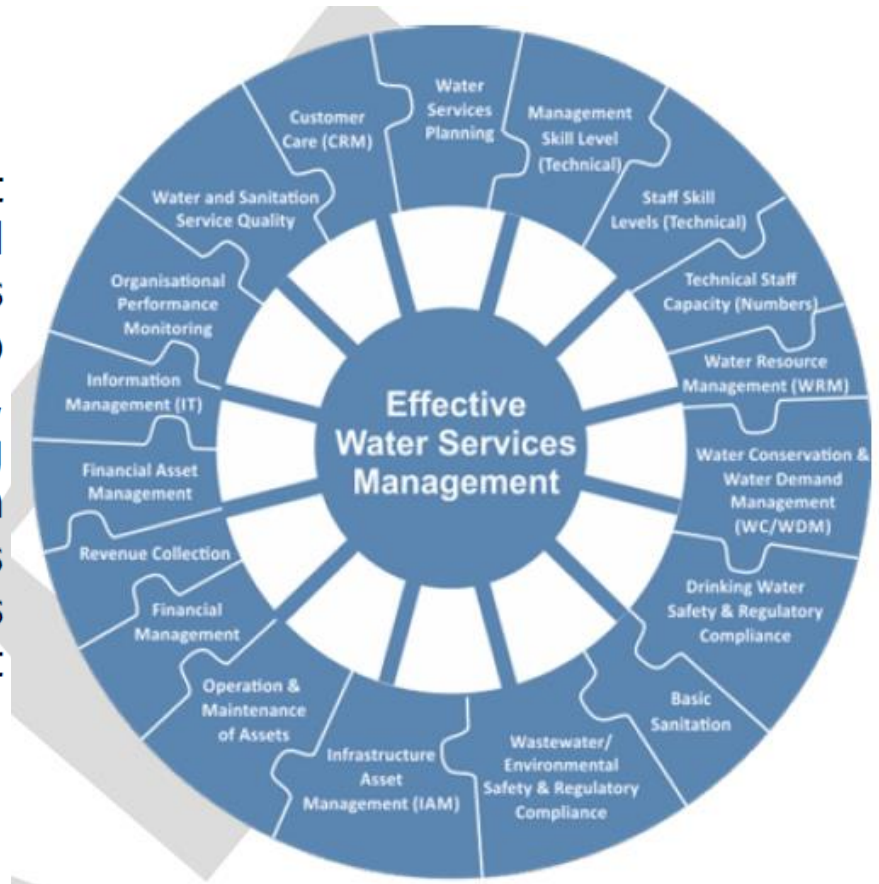 Water
Services
Planning
Management
Skill Level
(Technical)
Staff Skill
Levels (Technical)
Technical Staff
Capacity (Numbers)
Water Resource
Management (WRM)
Water Conservation &
Water Demand
Management
(WC/WDM)
Drinking Water
Safety & Regulatory
Compliance
Basic
Sanitation
Wastewater/
Environmental
Safety & Regulatory
Compliance
Infrastructure
Asset
Management (IAM)
Operation &
Maintenance
of Assets
Financial
Management
Revenue Collection
Financial Asset
Management
Information
Management (IT)
Organisational
Performance
Monitoring
Water and Sanitation
Service Quality
Customer
Care (CRM)
Effective
Water Services
Management